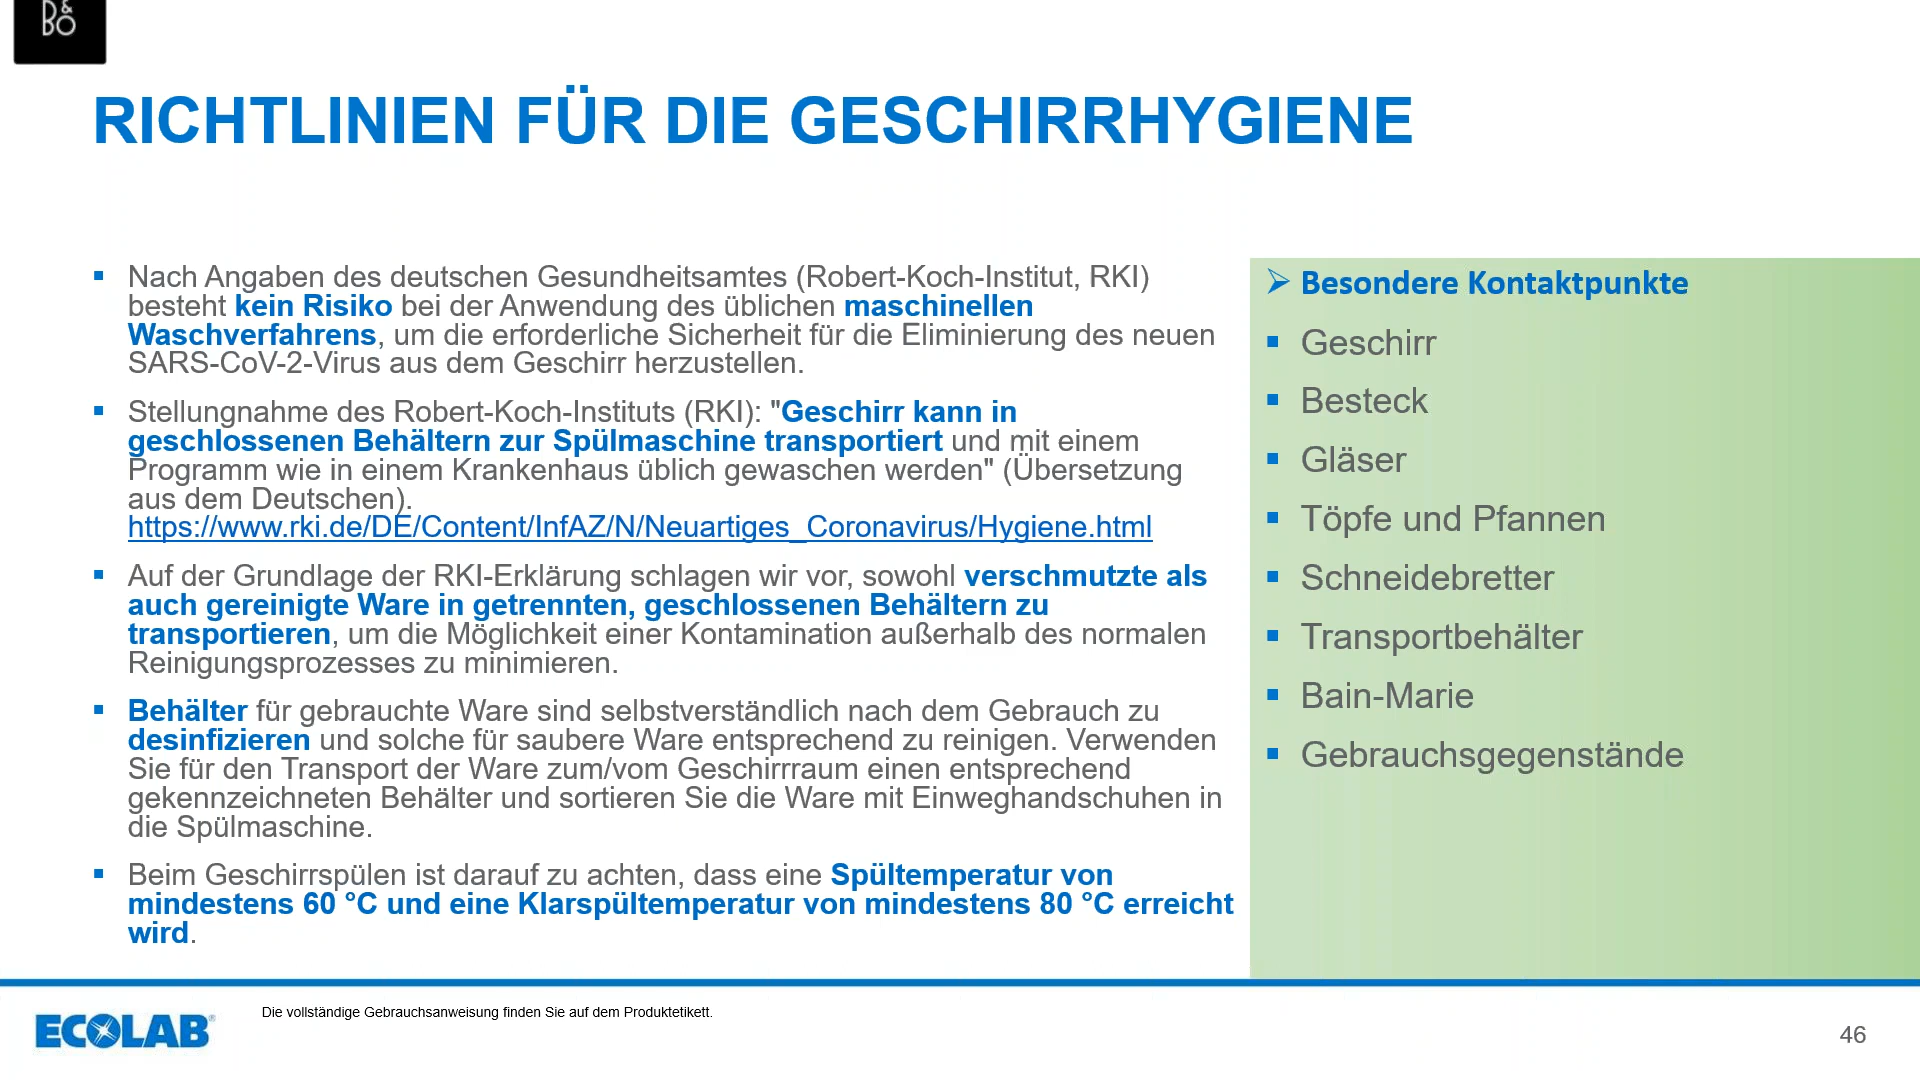 B&O
RICHTLINIEN FÜR DIE GESCHIRRHYGIENE
▪ Nach Angaben des deutschen Gesundheitsamtes (Robert-Koch-Institut, RKI)
besteht kein Risiko bei der Anwendung des üblichen maschinellen
Waschverfahrens, um die erforderliche Sicherheit für die Eliminierung des neuen
SARS-CoV-2-Virus aus dem Geschirr herzustellen.
▪ Stellungnahme des Robert-Koch-Instituts (RKI): "Geschirr kann in
geschlossenen Behältern zur Spülmaschine transportiert und mit einem
Programm wie in einem Krankenhaus üblich gewaschen werden" (Übersetzung
aus dem Deutschen).
https://www.rki.de/DE/Content/InfAZ/N/Neuartiges_Coronavirus/Hygiene.html
▪ Auf der Grundlage der RKI-Erklärung schlagen wir vor, sowohl verschmutzte als
auch gereinigte Ware in getrennten, geschlossenen Behältern zu
transportieren, um die Möglichkeit einer Kontamination außerhalb des normalen
Reinigungsprozesses zu minimieren.
▪ Behälter für gebrauchte Ware sind selbstverständlich nach dem Gebrauch zu
desinfizieren und solche für saubere Ware entsprechend zu reinigen. Verwenden
Sie für den Transport der Ware zum/vom Geschirrraum einen entsprechend
gekennzeichneten Behälter und sortieren Sie die Ware mit Einweghandschuhen in
die Spülmaschine.
▪ Beim Geschirrspülen ist darauf zu achten, dass eine Spültemperatur von
mindestens 60 °C und eine Klarspültemperatur von mindestens 80 °C erreicht
wird.
➢ Besondere Kontaktpunkte
▪ Geschirr
▪ Besteck
▪ Gläser
▪ Töpfe und Pfannen
▪ Schneidebretter
▪ Transportbehälter
▪ Bain-Marie
▪ Gebrauchsgegenstände
ECOLAB®
Die vollständige Gebrauchsanweisung finden Sie auf dem Produktetikett.
46